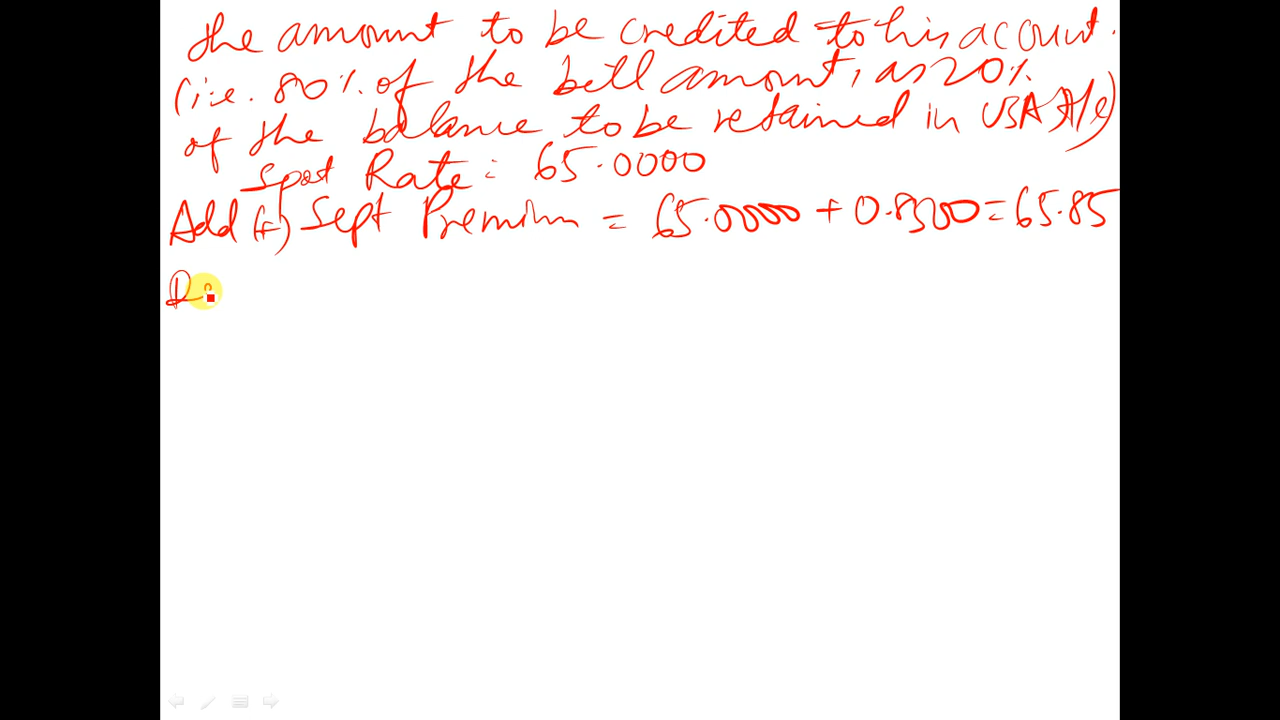 the amount to be credited to his account.
(i.e. 80% of the bill amount, as 20%
of the balance to be retained in USA A/c)
Spot Rate: 65.0000
Add (+) Sept Premium = 65.0000 + 0.8500 = 65.85